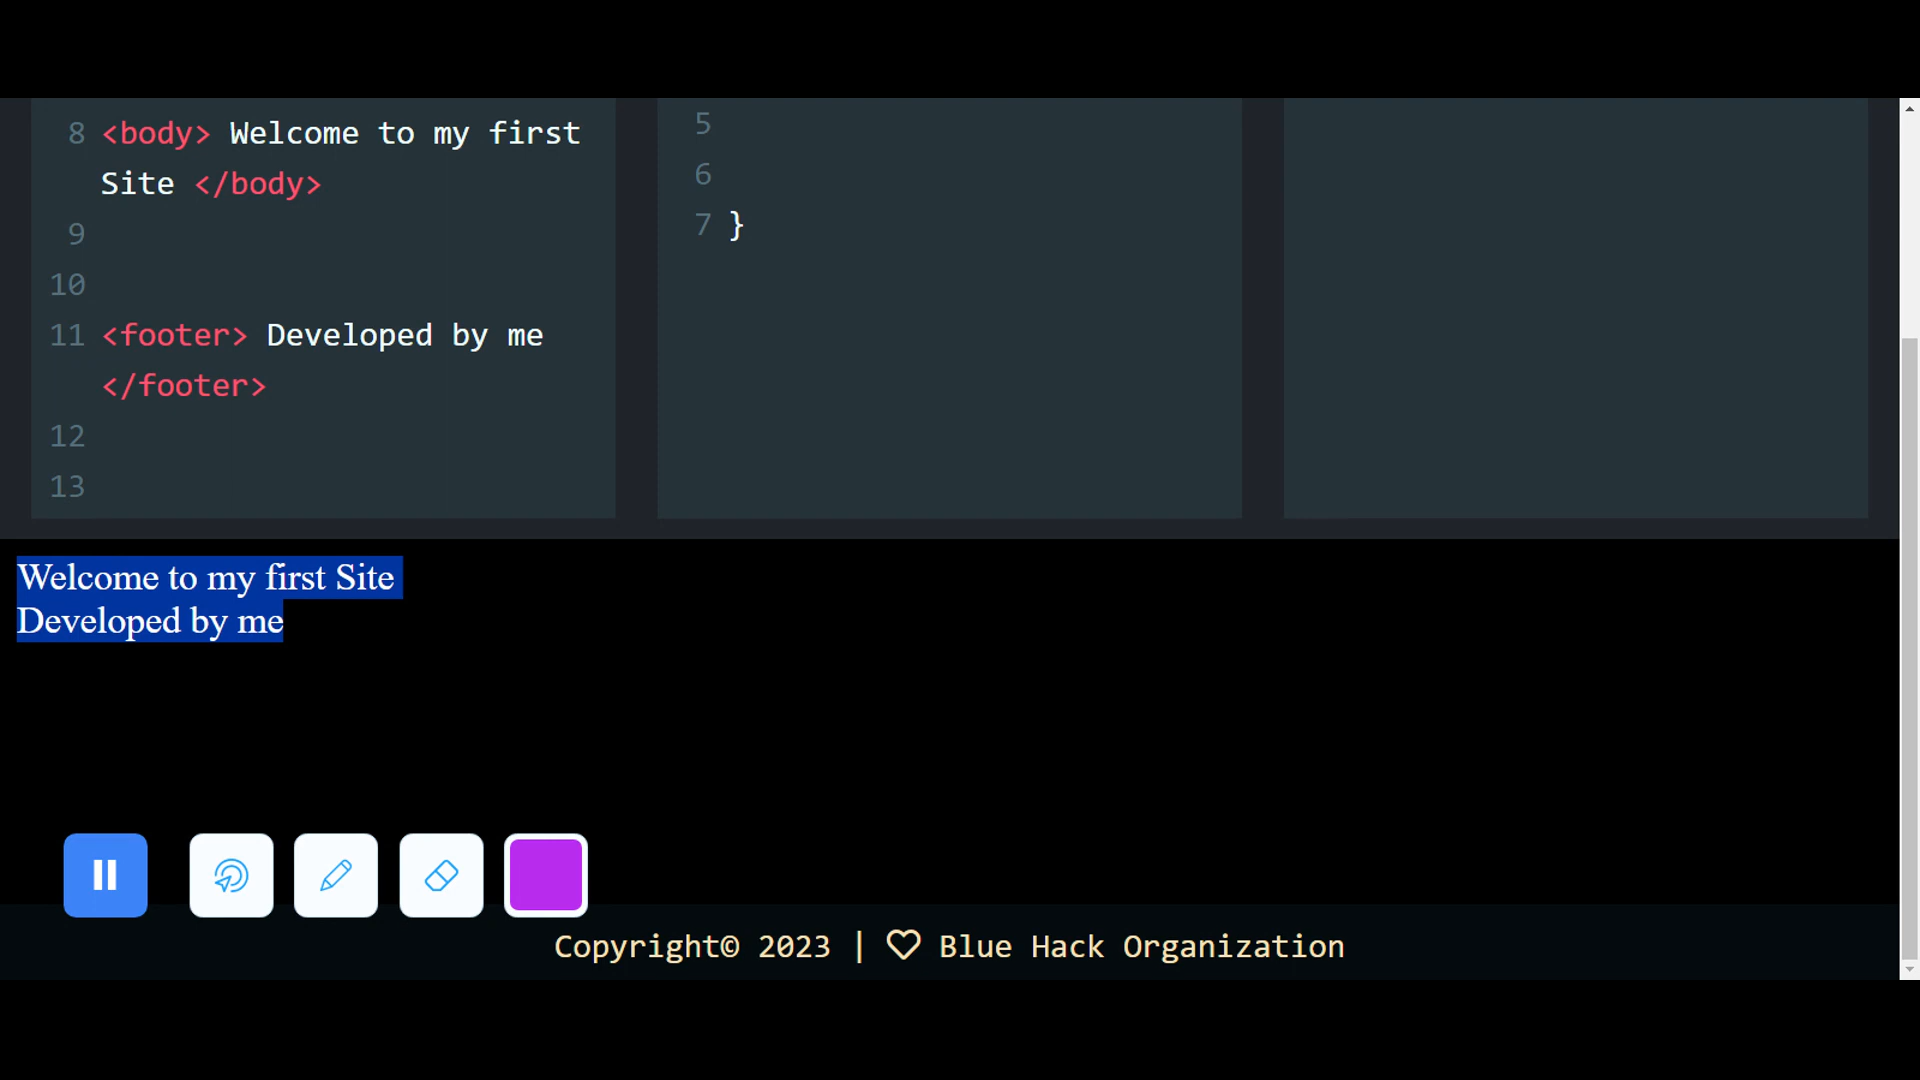 8 <body> Welcome to my first
Site </body>
9
10
11 <footer> Developed by me
</footer>
12
13
5
6
7 }
Welcome to my first Site
Developed by me
Copyright© 2023 | ♡ Blue Hack Organization